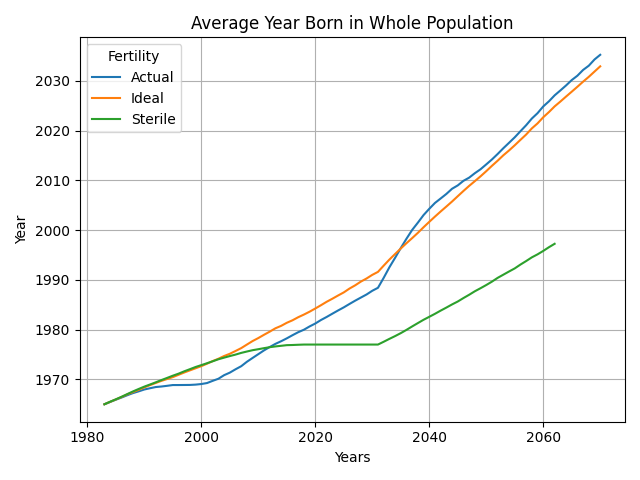 Average Year Born in Whole Population
Fertility
Actual
Ideal
Sterile
Year
2030
2020
2010
2000
1990
1980
1970
1980 2000 2020 2040 2060
Years